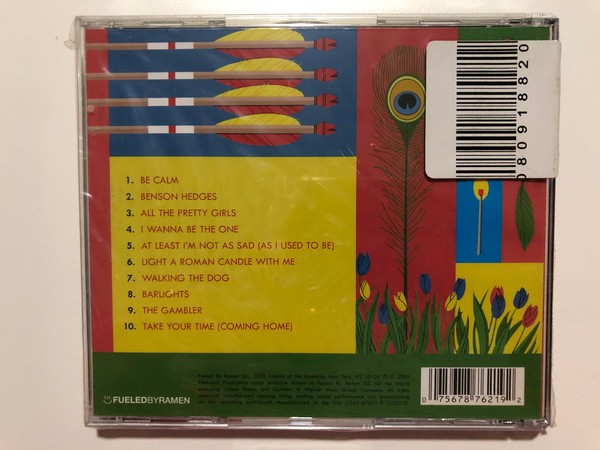 080918820
1. BE CALM
2. BENSON HEDGES
3. ALL THE PRETTY GIRLS
4. I WANNA BE THE ONE
5. AT LEAST I'M NOT AS SAD (AS I USED TO BE)
6. LIGHT A ROMAN CANDLE WITH ME
7. WALKING THE DOG
8. BARLIGHTS
9. THE GAMBLER
10. TAKE YOUR TIME (COMING HOME)
FUELEDBYRAMEN
0 75678 76219 2